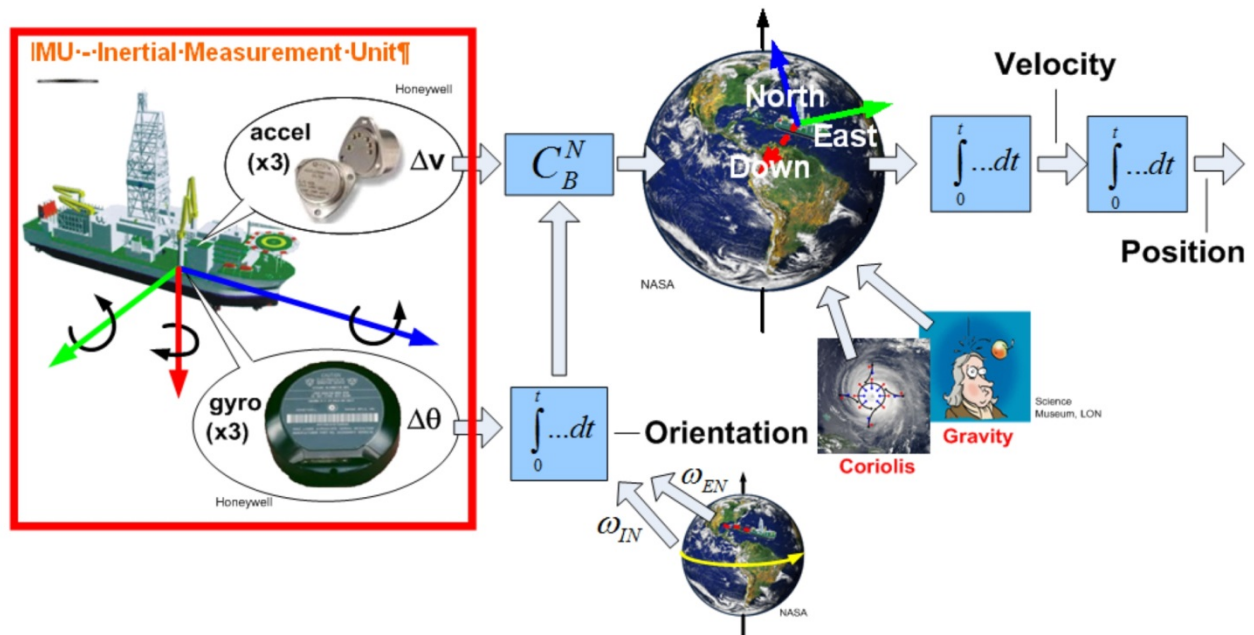 IMU·-·Inertial·Measurement·Unit¶
Honeywell
accel
(x3)
Δv
gyro
(x3)
Δθ
Honeywell
C_B^N
North
East
Down
NASA
Velocity
∫_0^t ...dt
∫_0^t ...dt
Position
∫_0^t ...dt
Orientation
ω_EN
ω_IN
NASA
Coriolis
Gravity
Science
Museum, LON